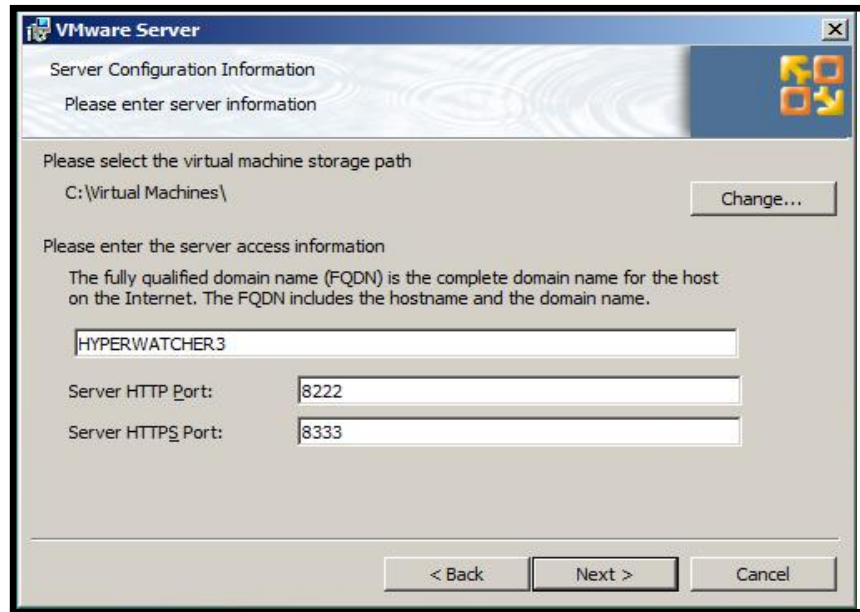 VMware Server
Server Configuration Information
Please enter server information
Please select the virtual machine storage path
C:\Virtual Machines\
Change...
Please enter the server access information
The fully qualified domain name (FQDN) is the complete domain name for the host
on the Internet. The FQDN includes the hostname and the domain name.
HYPERWATCHER3
Server HTTP Port:
8222
Server HTTPS Port:
8333
< Back
Next >
Cancel